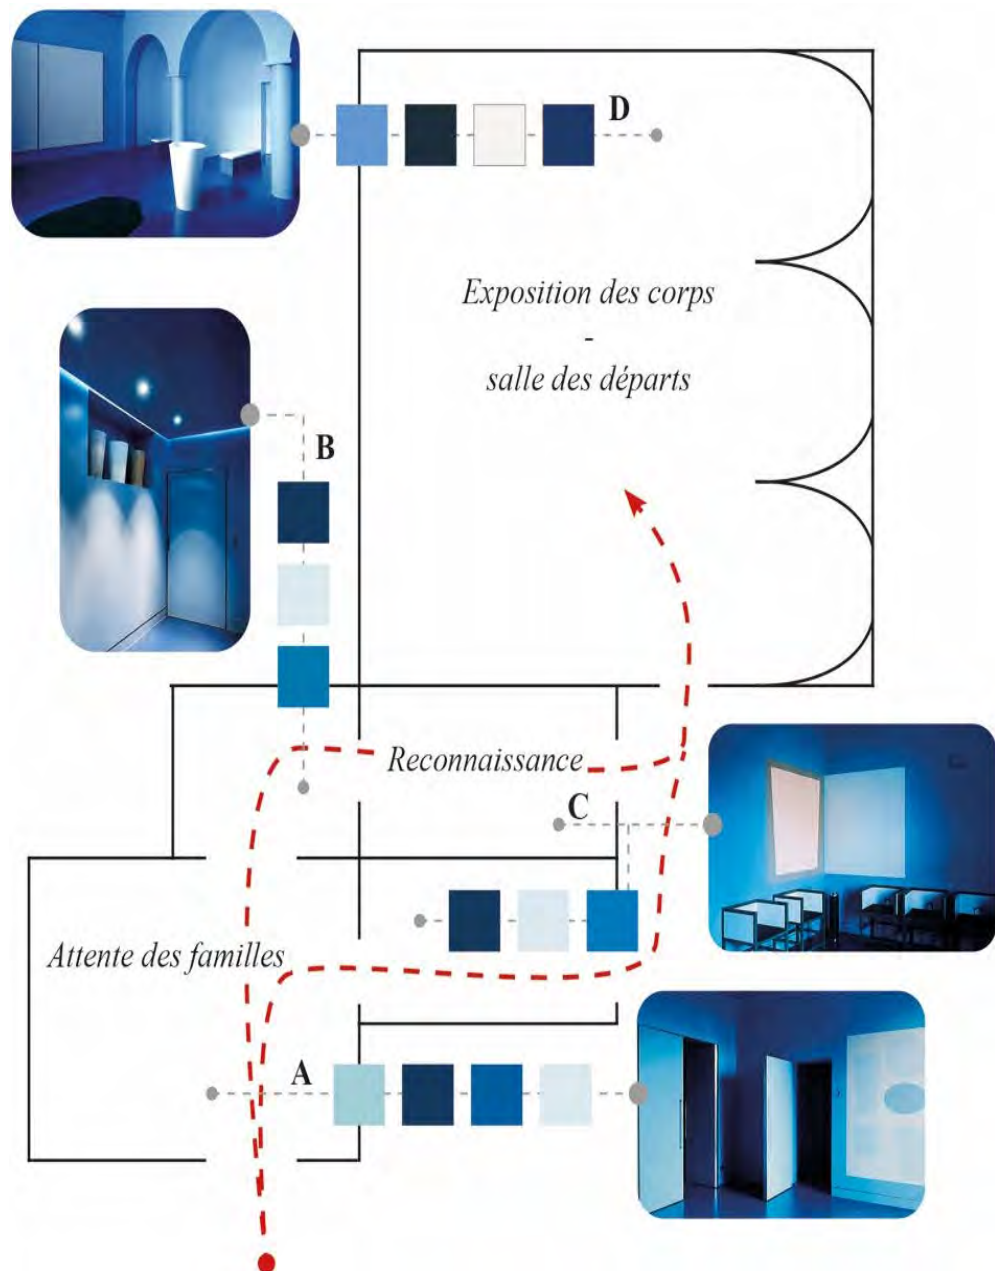 D
Exposition des corps
-
salle des départs
B
Reconnaissance
C
Attente des familles
A